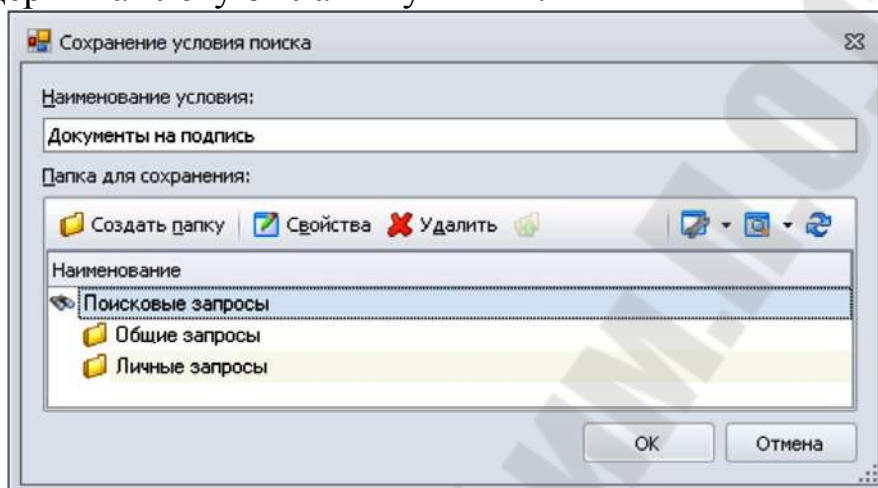 Сохранение условия поиска
Наименование условия:
Документы на подпись
Папка для сохранения:
Создать папку Свойства Удалить
Наименование
Поисковые запросы
Общие запросы
Личные запросы
ОК Отмена